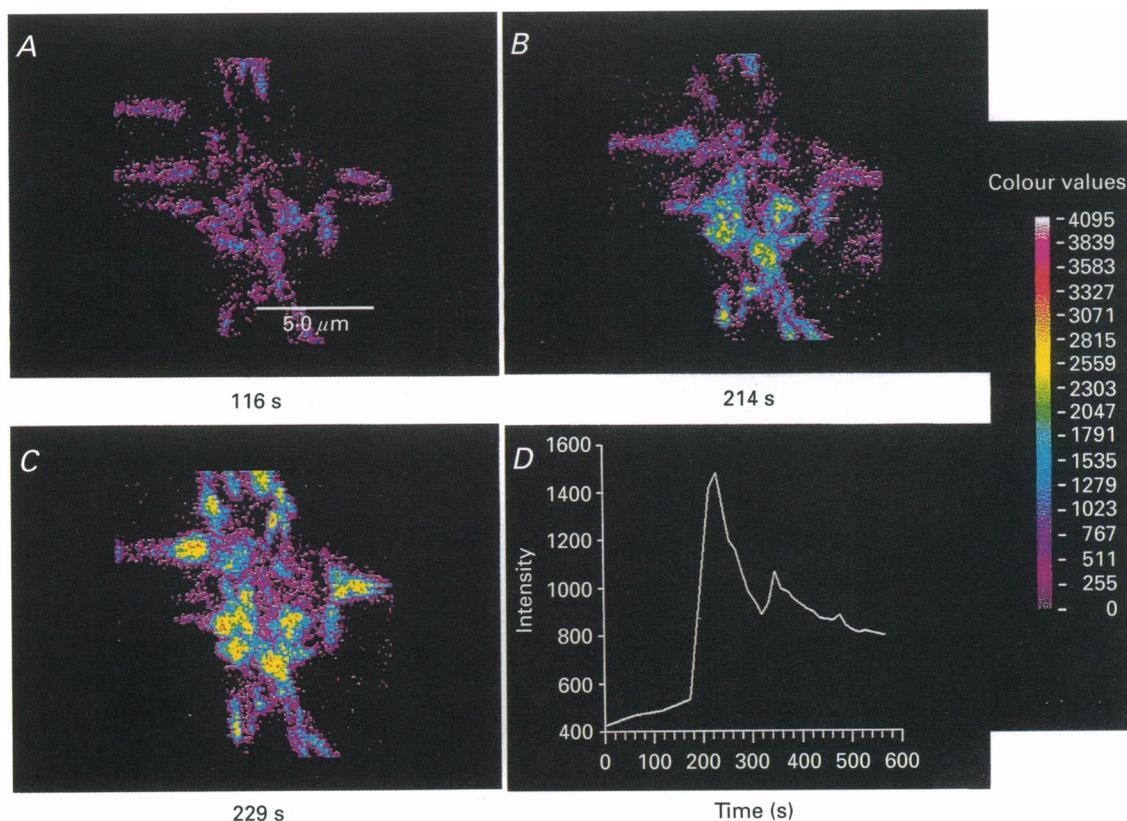 A
5.0 μm
116 s
B
214 s
Colour values
4095
3839
3583
3327
3071
2815
2559
2303
2047
1791
1535
1279
1023
767
511
255
0
C
229 s
D
1600
1400
1200
1000
800
600
400
Intensity
0 100 200 300 400 500 600
Time (s)